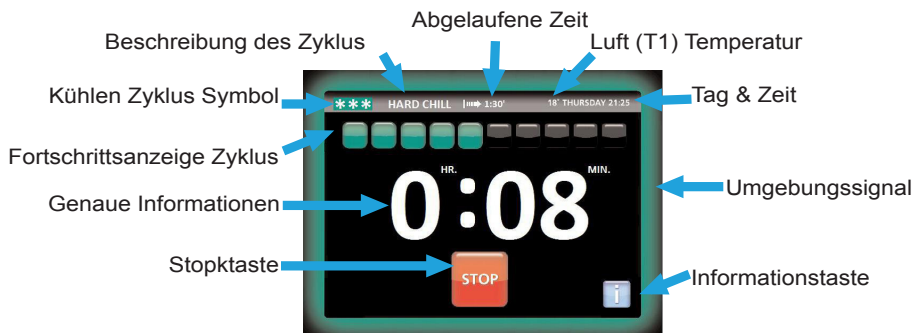 Abgelaufene Zeit
Beschreibung des Zyklus
Luft (T1) Temperatur
Kühlen Zyklus Symbol
*** HARD CHILL 1:30' 18° THURSDAY 21:25
Tag & Zeit
Fortschrittsanzeige Zyklus
HR. MIN.
0:08
Genaue Informationen
Umgebungssignal
Stopktaste
STOP
Informationstaste
i